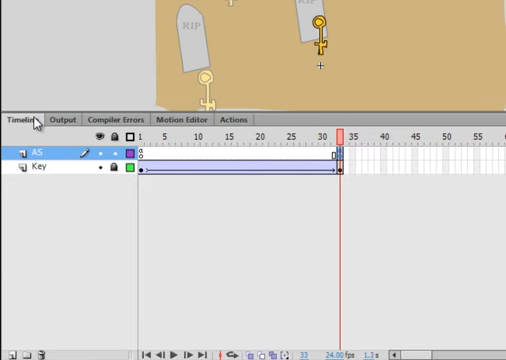 RIP
RIP
Timeline Output Compiler Errors Motion Editor Actions
1 5 10 15 20 25 30 35 40 45 50 55 60
AS
Key
33 24.00 fps 1.3 s